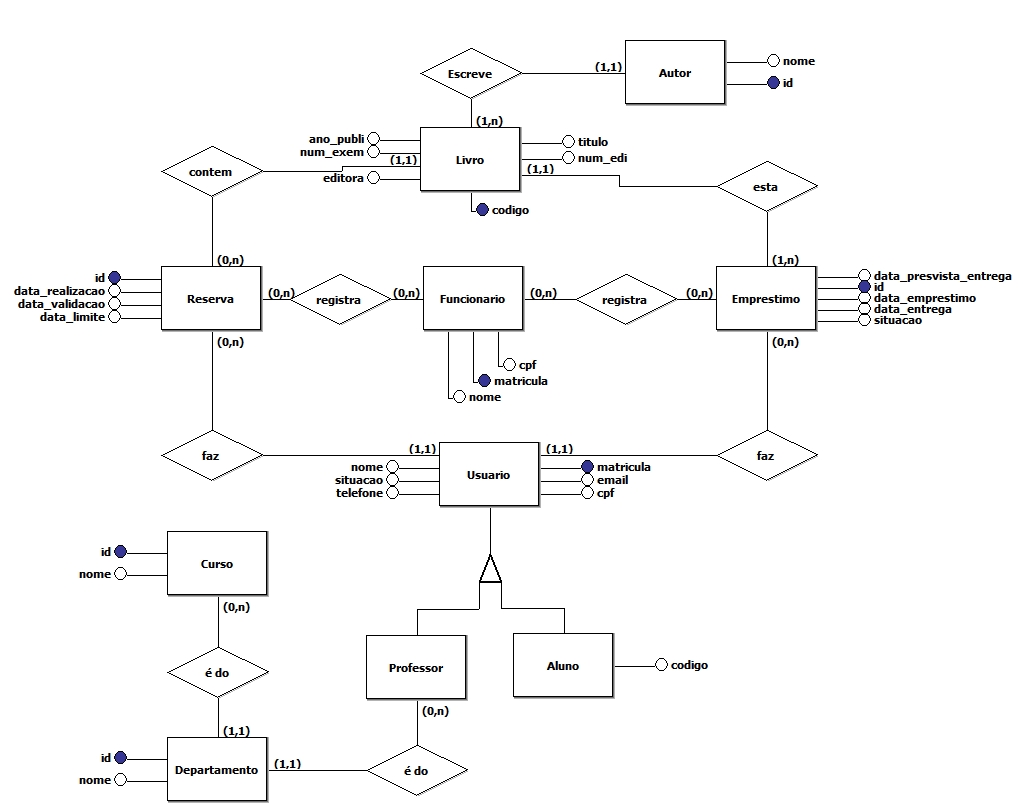 Escreve
(1,1)
Autor
nome
id
(1,n)
ano_publi
num_exem
(1,1)
editora
Livro
titulo
num_edi
(1,1)
codigo
contem
esta
(0,n)
(1,n)
id
data_realizacao
data_validacao
data_limite
Reserva
(0,n)
registra
(0,n)
Funcionario
(0,n)
registra
(0,n)
Emprestimo
data_presvista_entrega
id
data_emprestimo
data_entrega
situacao
(0,n)
(0,n)
cpf
matricula
nome
faz
(1,1)
(1,1)
faz
nome
situacao
telefone
Usuario
matricula
email
cpf
id
nome
Curso
(0,n)
é do
Professor
Aluno
codigo
(0,n)
(1,1)
id
nome
Departamento
(1,1)
é do